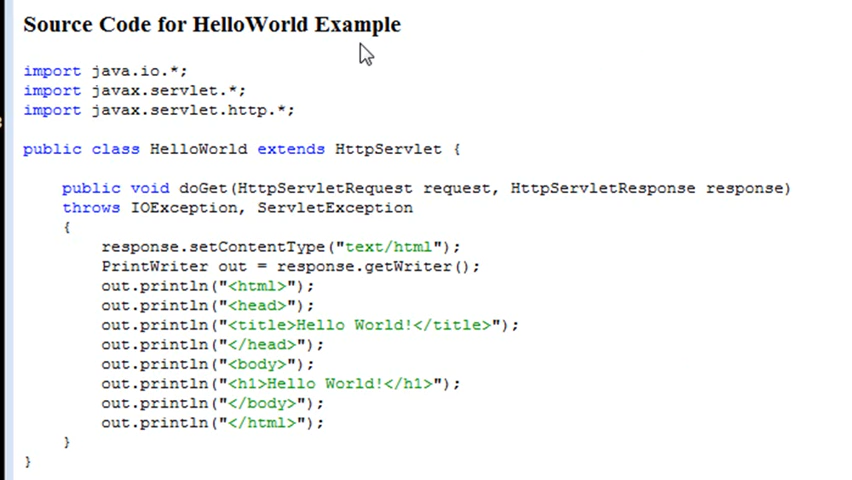 Source Code for HelloWorld Example
import java.io.*;
import javax.servlet.*;
import javax.servlet.http.*;
public class HelloWorld extends HttpServlet {
public void doGet(HttpServletRequest request, HttpServletResponse response)
throws IOException, ServletException
{
response.setContentType("text/html");
PrintWriter out = response.getWriter();
out.println("<html>");
out.println("<head>");
out.println("<title>Hello World!</title>");
out.println("</head>");
out.println("<body>");
out.println("<h1>Hello World!</h1>");
out.println("</body>");
out.println("</html>");
}
}